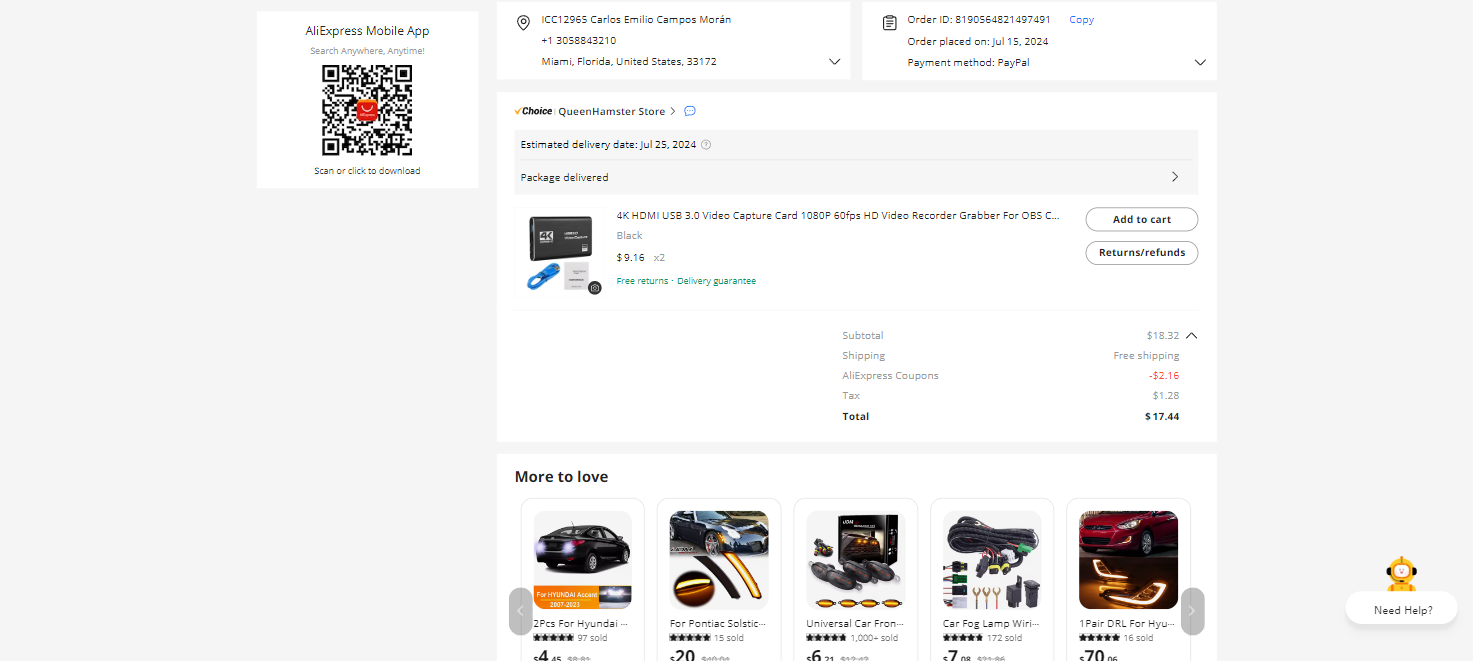 AliExpress Mobile App
Search Anywhere, Anytime!
Scan or click to download
ICC12965 Carlos Emilio Campos Morán
+1 3058843210
Miami, Florida, United States, 33172
Order ID: 8190564821497491 Copy
Order placed on: Jul 15, 2024
Payment method: PayPal
Choice QueenHamster Store
Estimated delivery date: Jul 25, 2024
Package delivered
4K HDMI USB 3.0 Video Capture Card 1080P 60fps HD Video Recorder Grabber For OBS C...
Black
$9.16 x2
Free returns · Delivery guarantee
Add to cart
Returns/refunds
4K
Subtotal $18.32
Shipping Free shipping
AliExpress Coupons -$2.16
Tax $1.28
Total $17.44
More to love
For HYUNDAI Accent
2007-2023
2Pcs For Hyundai ...
97 sold
$4.45 $8.81
For Pontiac Solstic...
15 sold
$20 $40.04
JDM
Universal Car Fron...
1,000+ sold
$6.21 $12.42
Car Fog Lamp Wiri...
172 sold
$7.08 $21.86
1Pair DRL For Hyu...
16 sold
$70.06
Need Help?